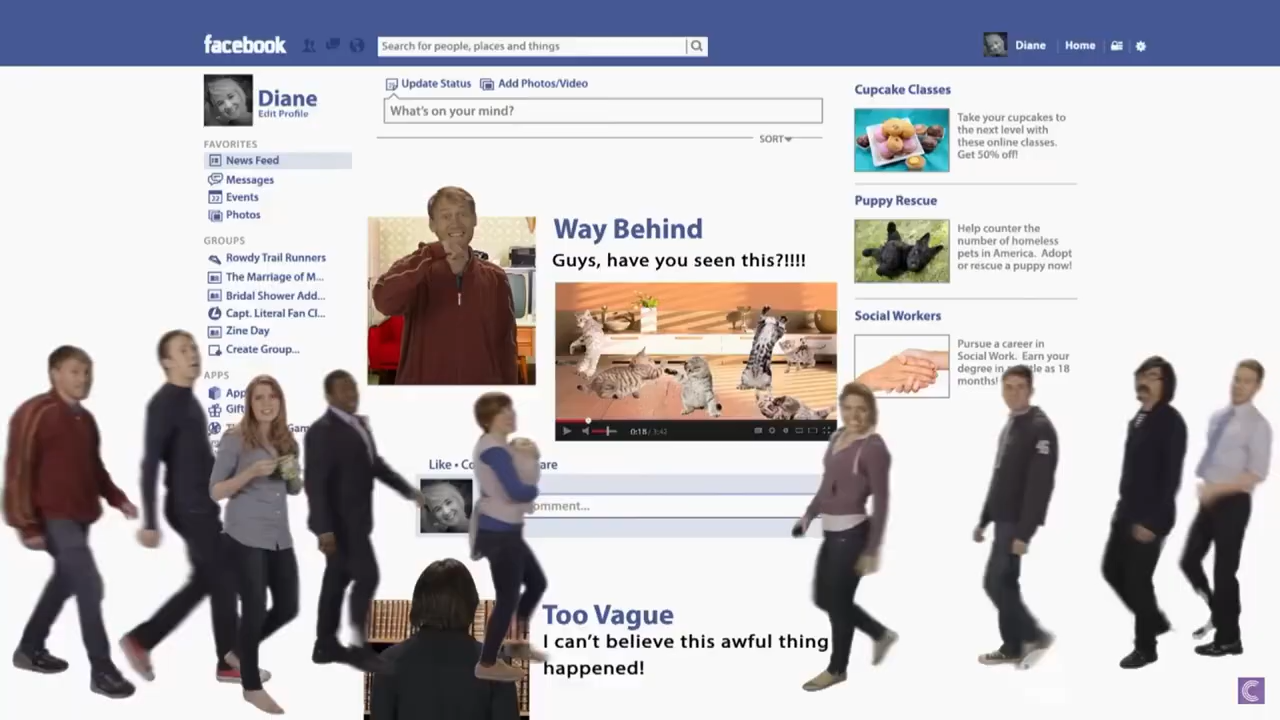 facebook
Search for people, places and things
Diane
Home
Diane
Edit Profile
FAVORITES
News Feed
Messages
Events
Photos
GROUPS
Rowdy Trail Runners
The Marriage of M...
Bridal Shower Add...
Capt. Literal Fan Cl...
Zine Day
Create Group...
APPS
Update Status
Add Photos/Video
What's on your mind?
SORT
Way Behind
Guys, have you seen this?!!!!
0:18 / 3:42
Like •
Too Vague
I can't believe this awful thing
happened!
Cupcake Classes
Take your cupcakes to
the next level with
these online classes.
Get 50% off!
Puppy Rescue
Help counter the
number of homeless
pets in America. Adopt
or rescue a puppy now!
Social Workers
Pursue a career in
Social Work. Earn your
degree in as 18
months!